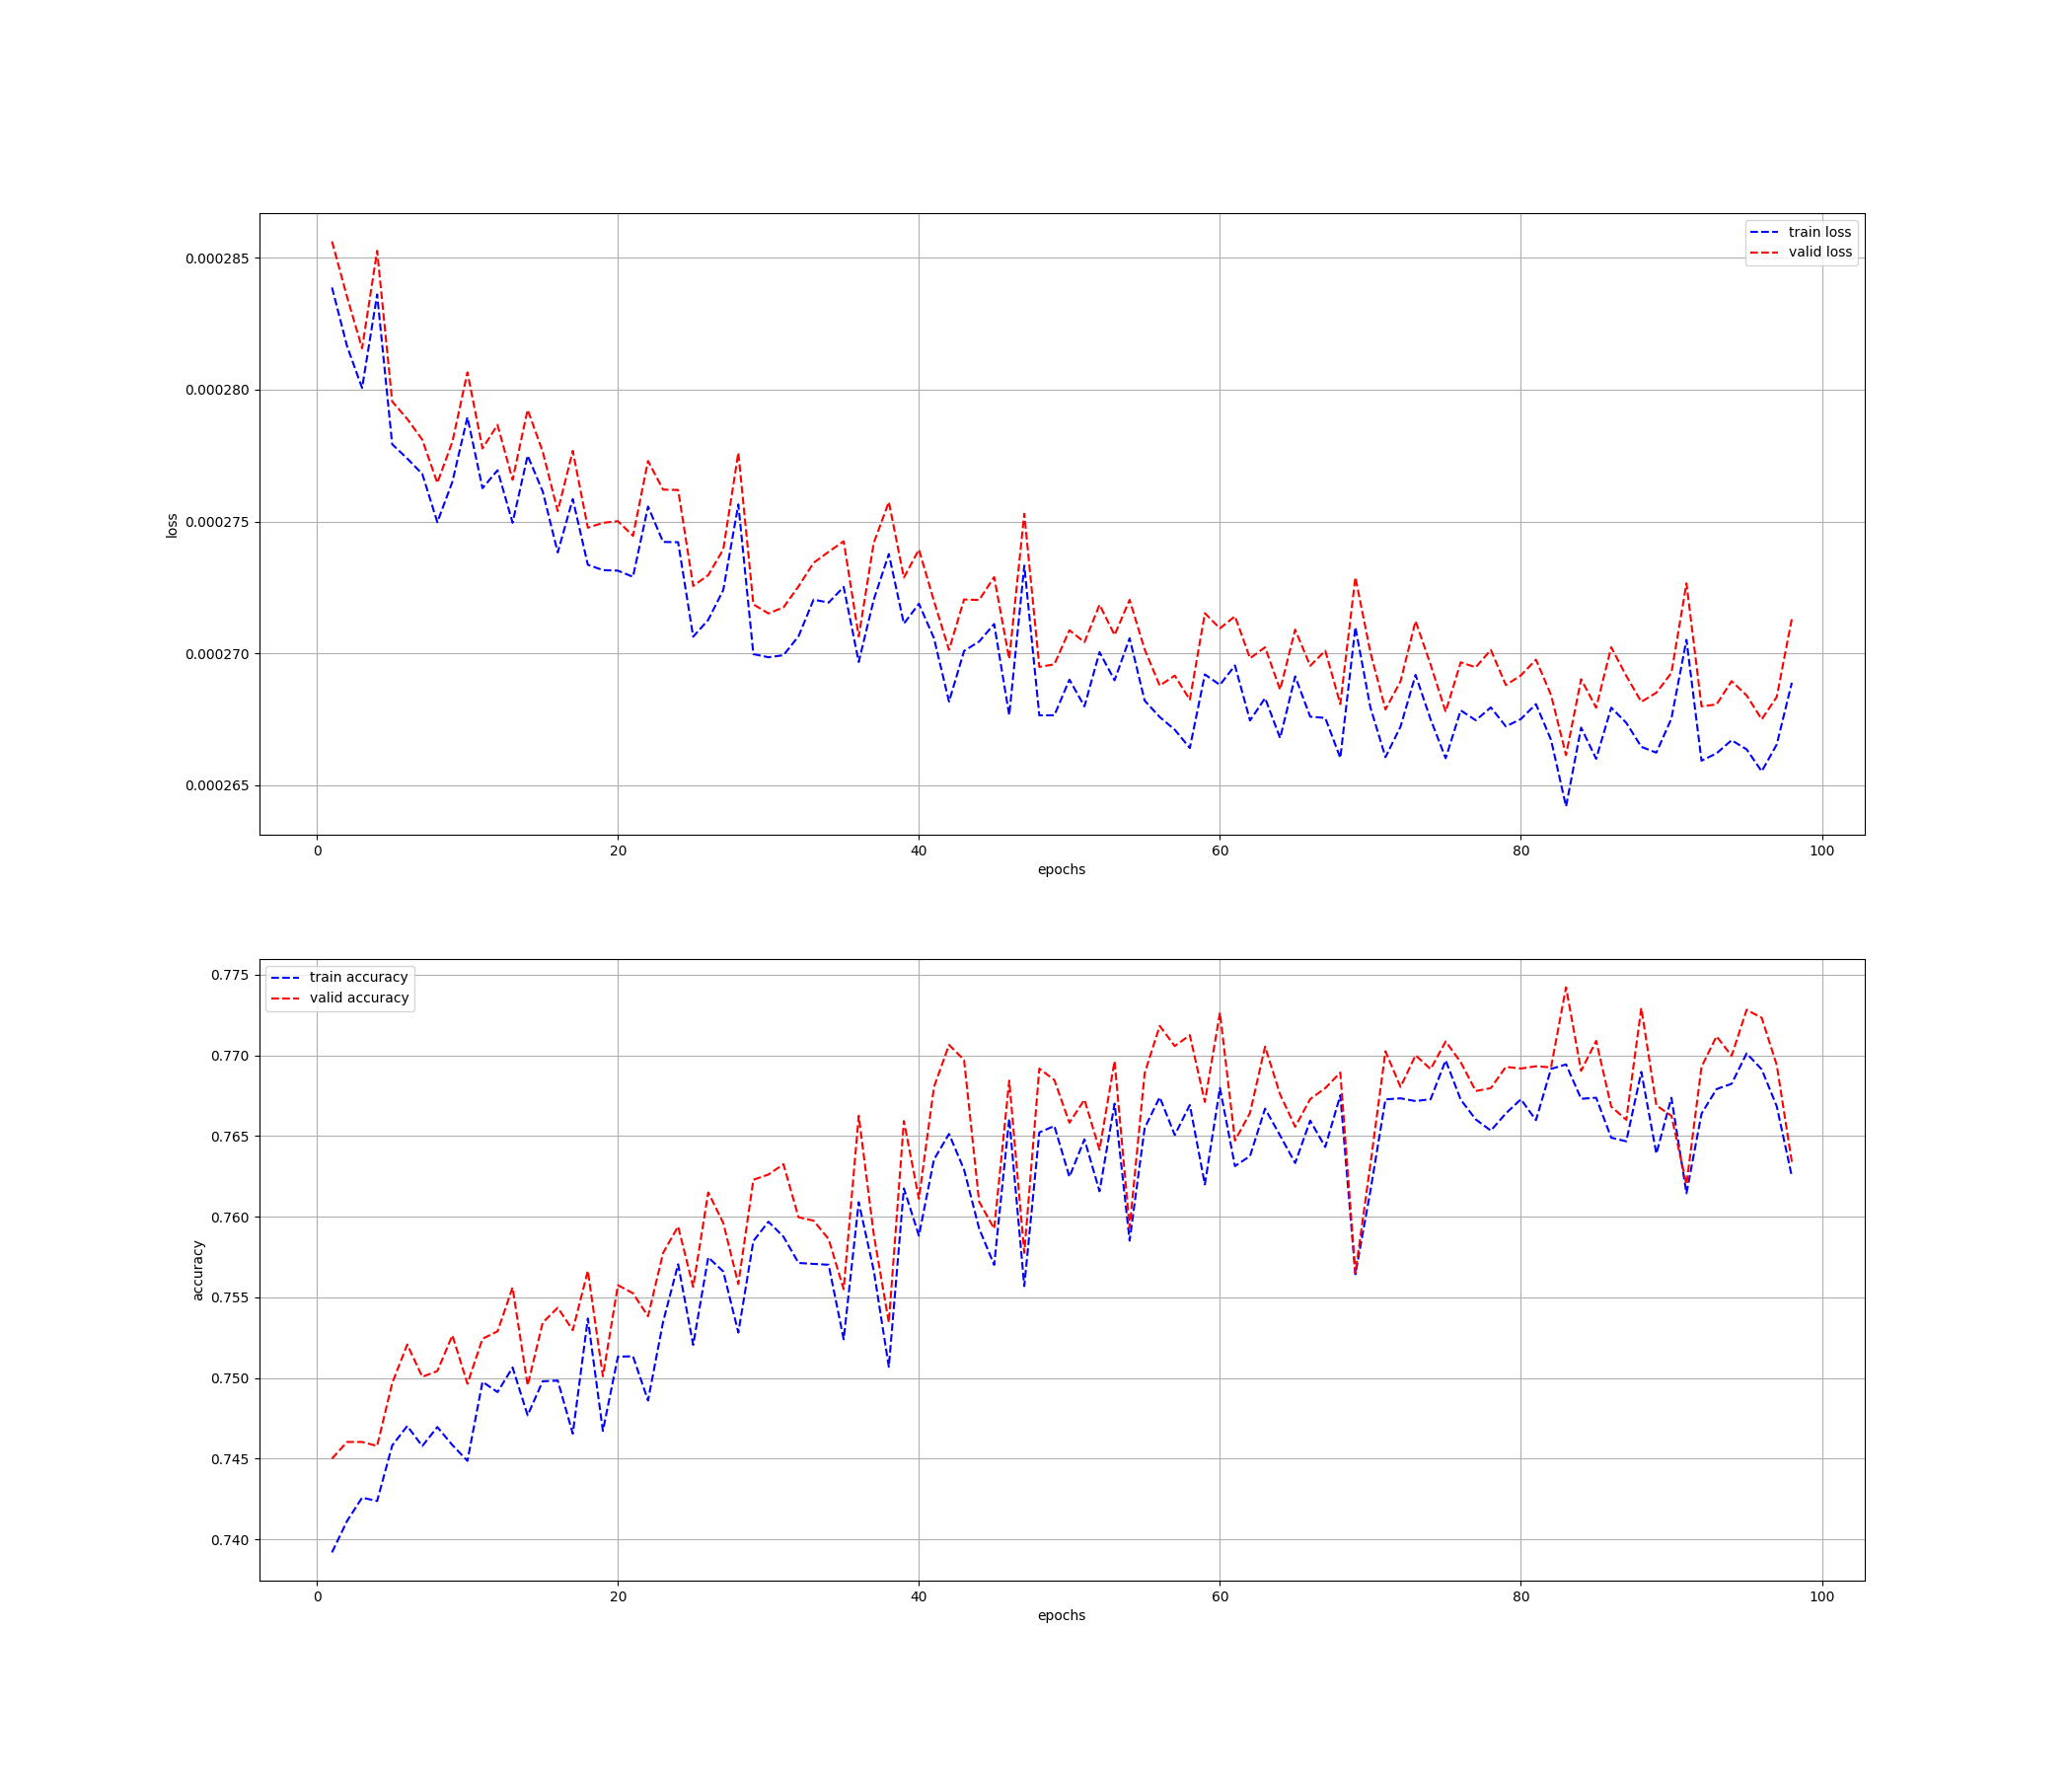 train loss
valid loss
0.000285
0.000280
0.000275
0.000270
0.000265
loss
0 20 40 60 80 100
epochs
train accuracy
valid accuracy
0.775
0.770
0.765
0.760
0.755
0.750
0.745
0.740
accuracy
0 20 40 60 80 100
epochs